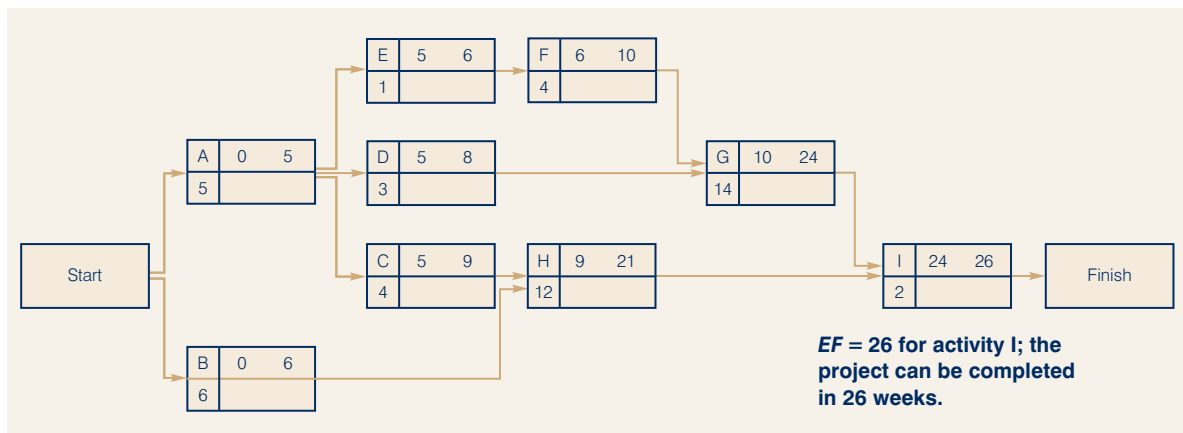 E 5 6
1
F 6 10
4
A 0 5
5
D 5 8
3
G 10 24
14
Start
C 5 9
4
H 9 21
12
I 24 26
2
Finish
B 0 6
6
EF = 26 for activity I; the
project can be completed
in 26 weeks.